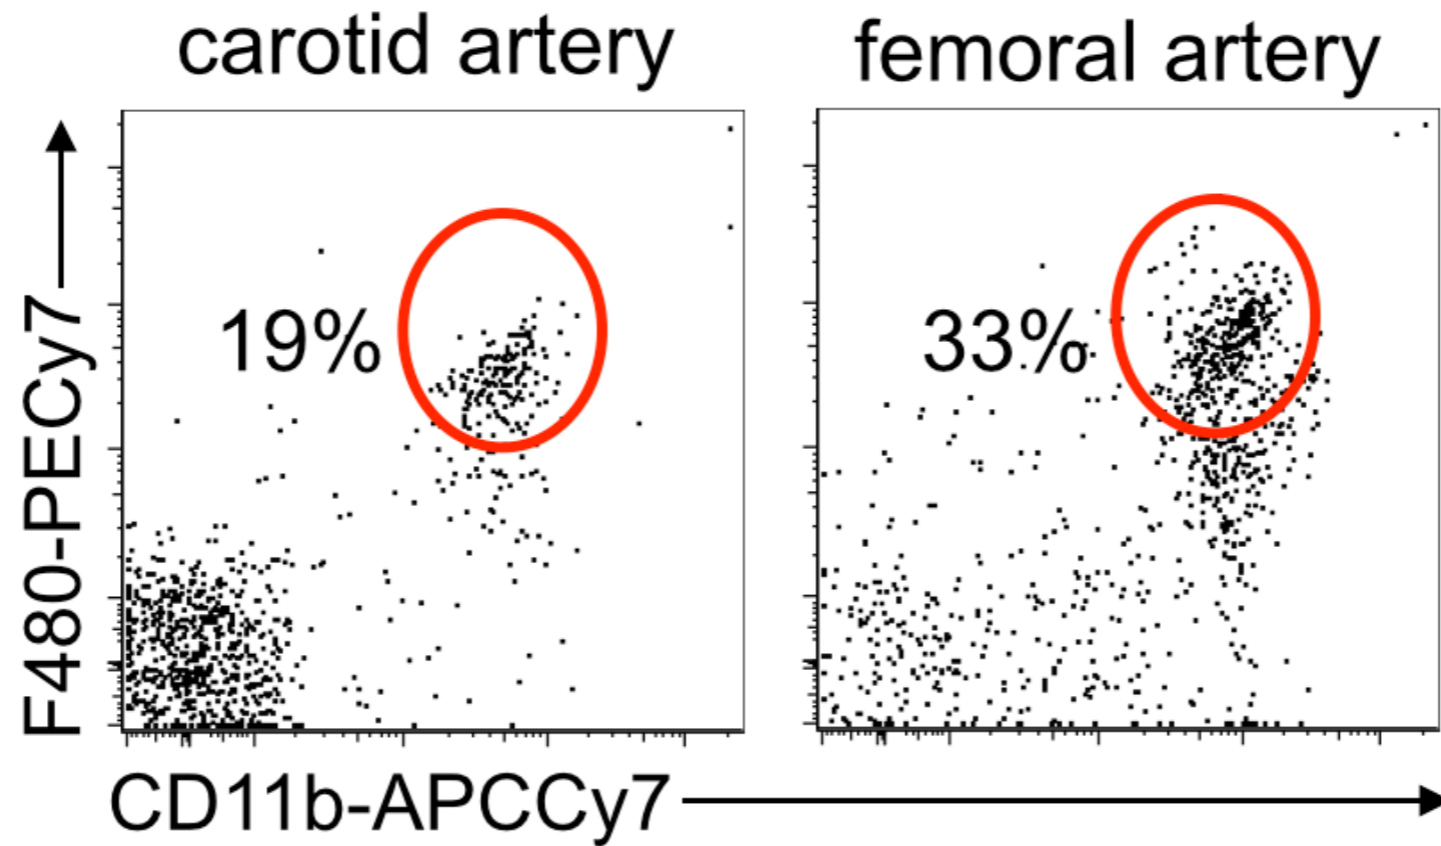 carotid artery
femoral artery
F480-PECy7
19%
33%
CD11b-APCCy7